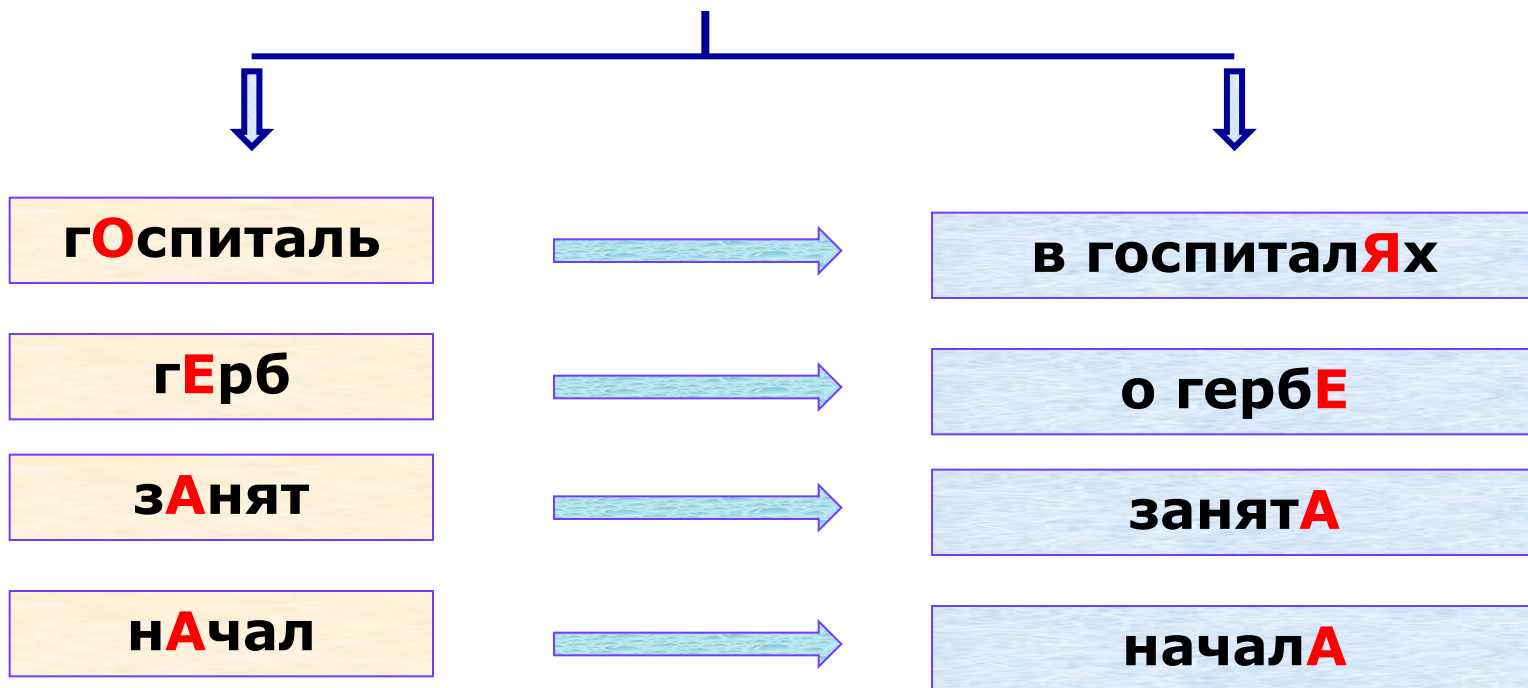 гОспиталь
в госпиталЯх
гЕрб
о гербЕ
зАнят
занятА
нАчал
началА